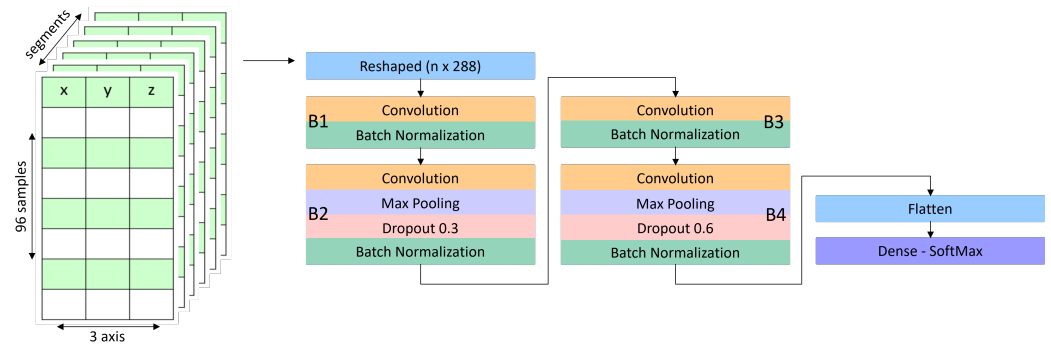 segments
x y z
96 samples
3 axis
Reshaped (n x 288)
B1
Convolution
Batch Normalization
B2
Convolution
Max Pooling
Dropout 0.3
Batch Normalization
B3
Convolution
Batch Normalization
B4
Convolution
Max Pooling
Dropout 0.6
Batch Normalization
Flatten
Dense - SoftMax